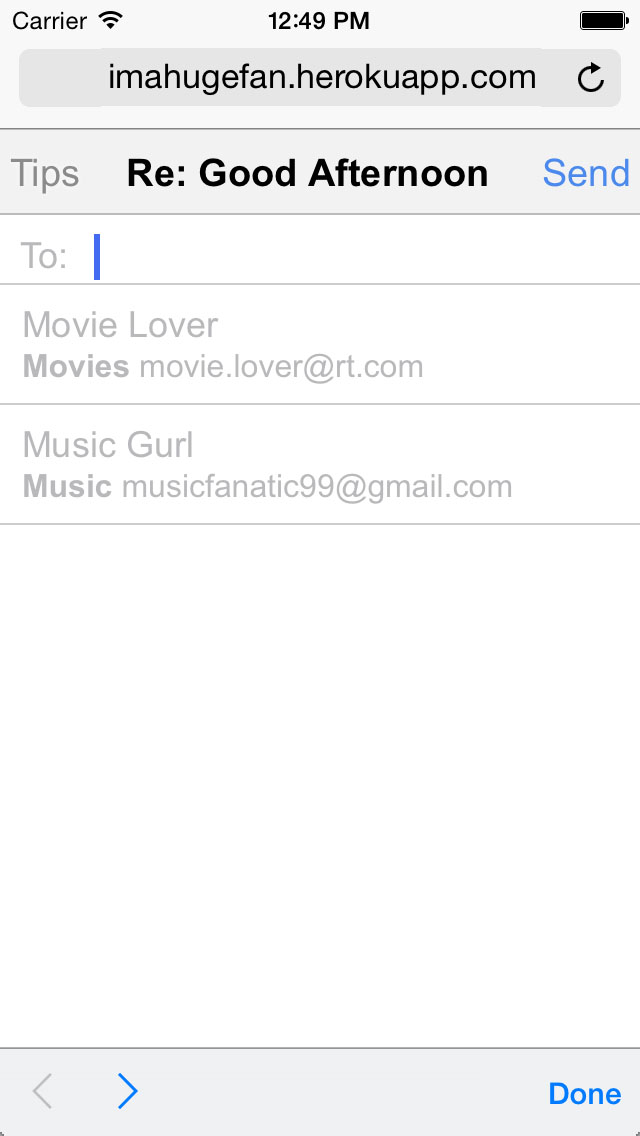 Carrier 12:49 PM
imahugefan.herokuapp.com
Tips Re: Good Afternoon Send
To:
Movie Lover
Movies movie.lover@rt.com
Music Gurl
Music musicfanatic99@gmail.com
Done